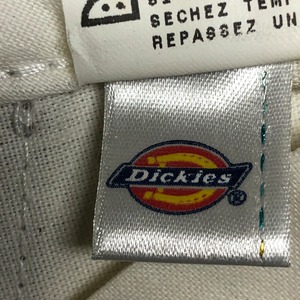 SECHEZ TEMP
REPASSEZ UN
Dickies
®